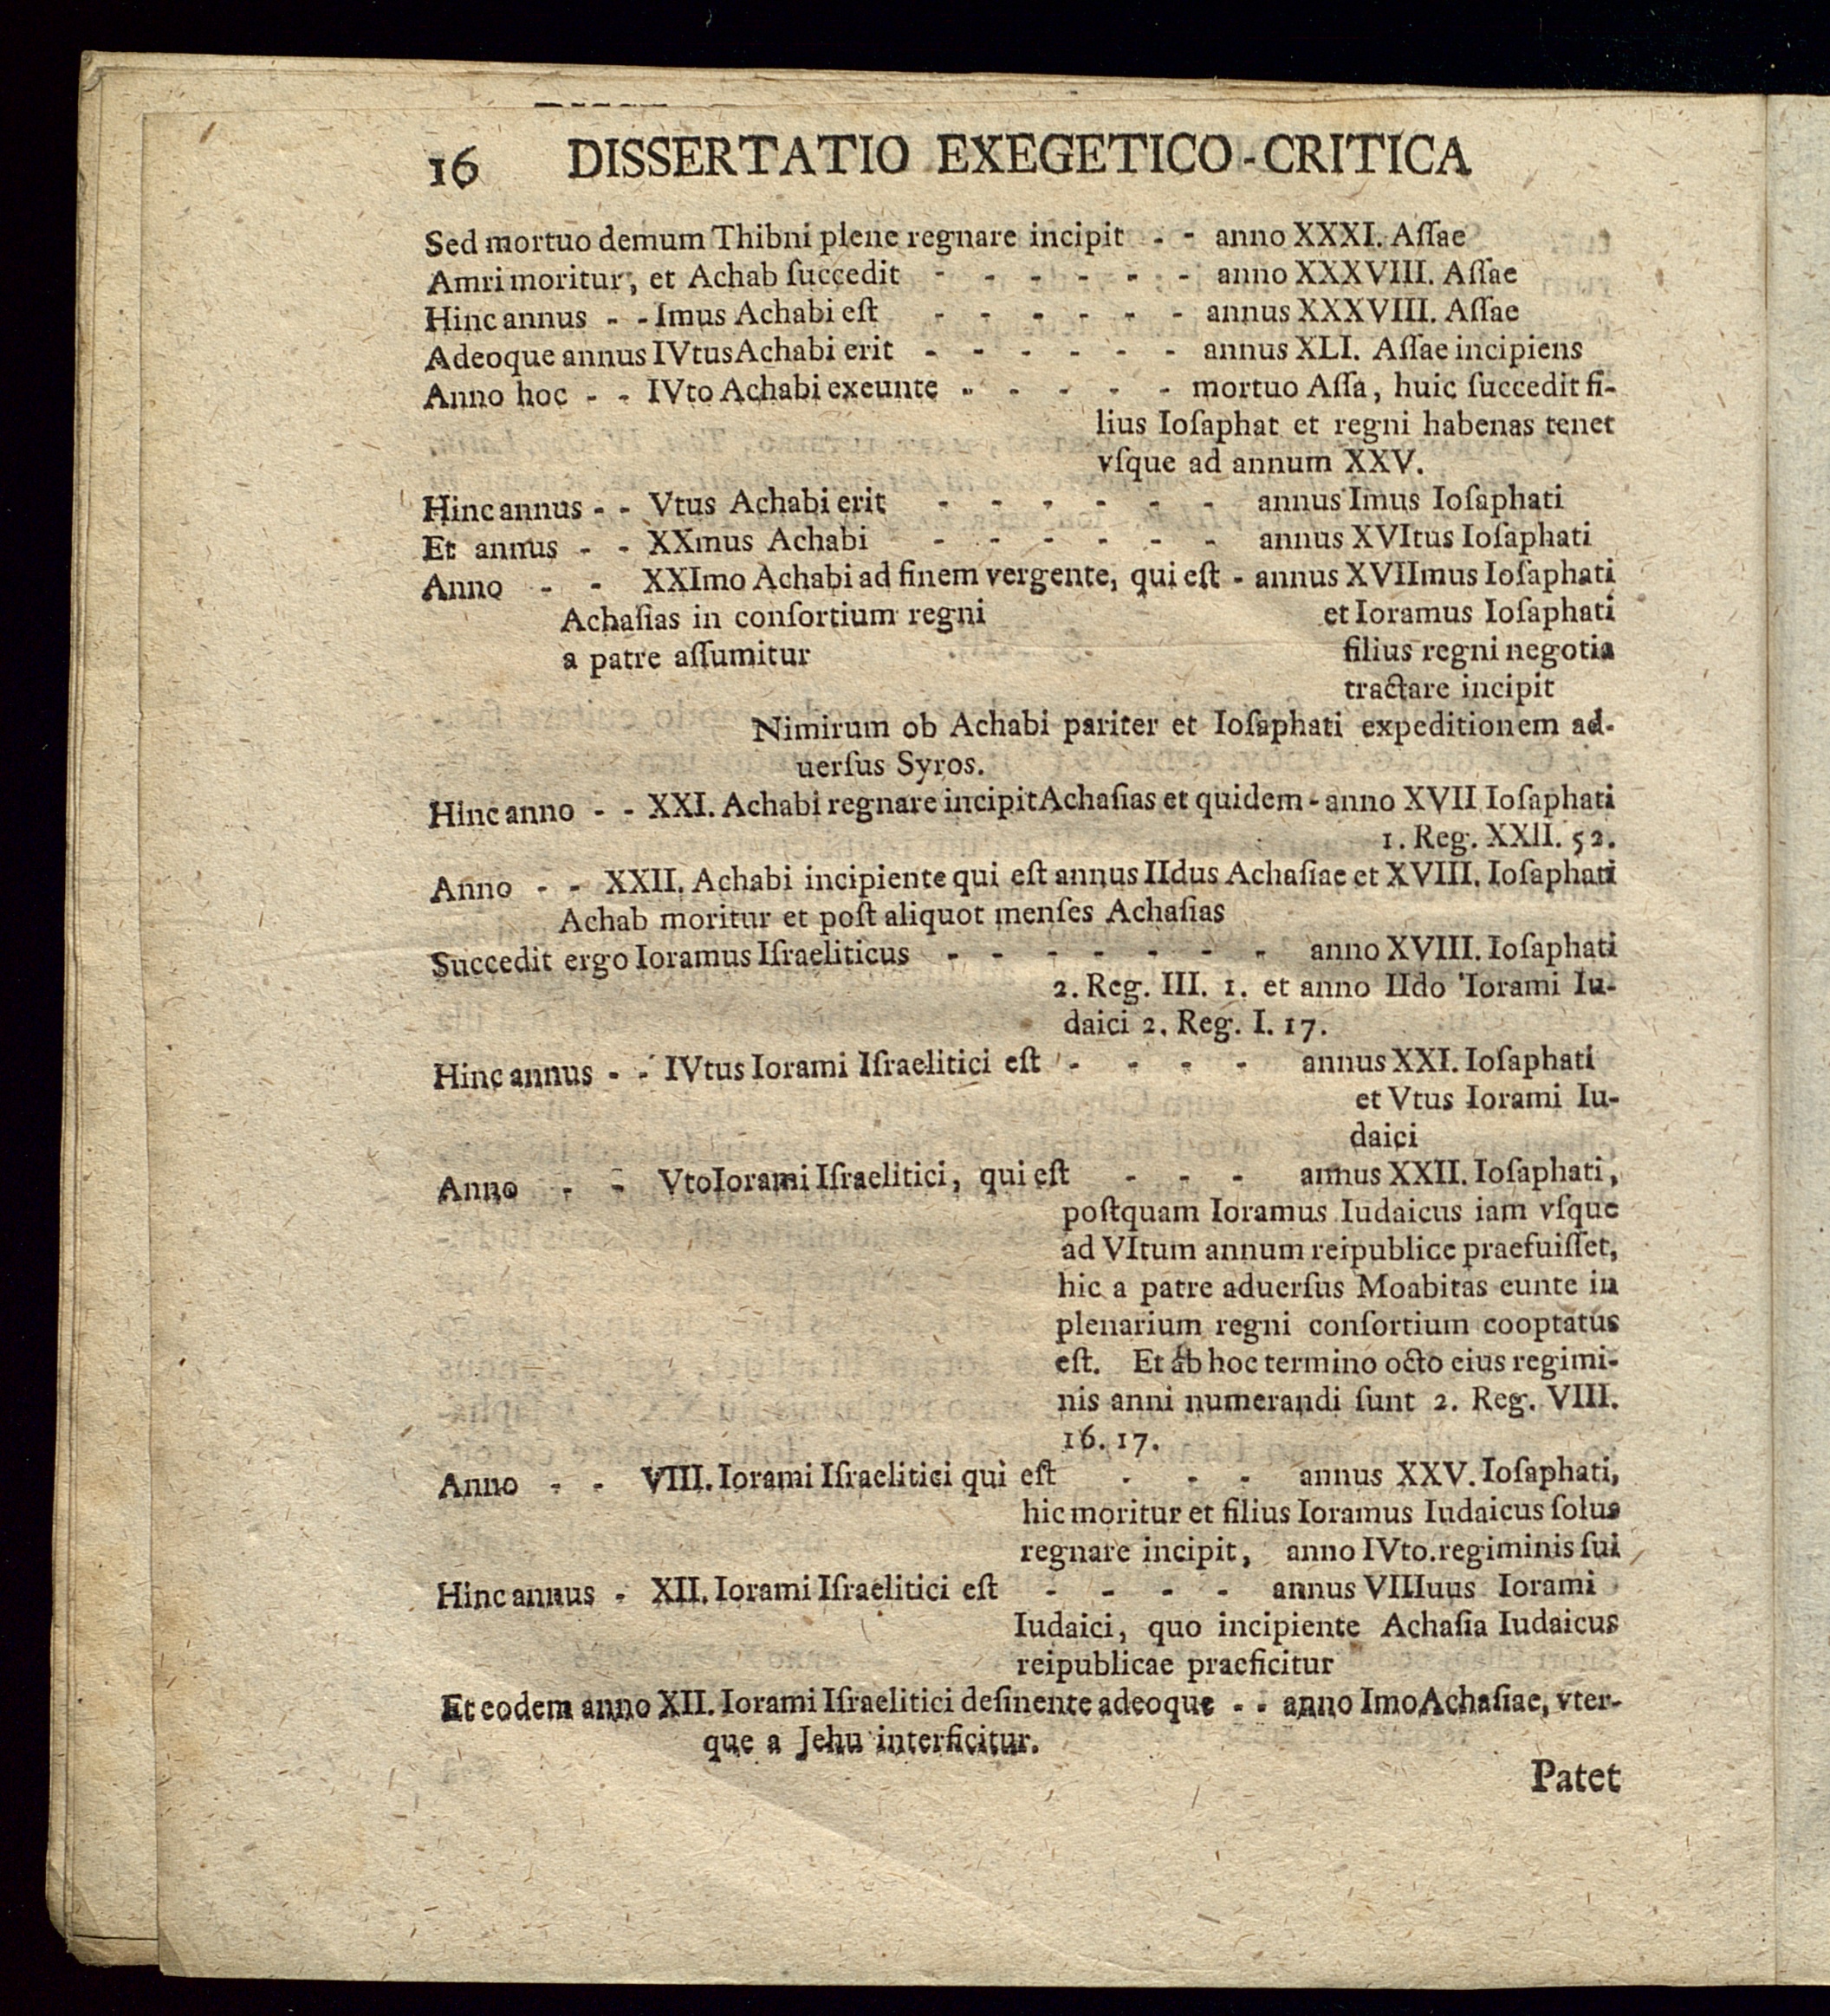 16 DISSERTATIO EXEGETICO-CRITICA
Sed mortuo demum Thibni plene regnare incipit - - anno XXXI. Aſſae
Amri moritur, et Achab ſuccedit - - - - - - anno XXXVIII. Aſſae
Hinc annus - - Imus Achabi eſt - - - - - - annus XXXVIII. Aſſae
Adeoque annus IVtus Achabi erit - - - - - - annus XLI. Aſſae incipiens
Anno hoc - - IVto Achabi exeunte - - - - - mortuo Aſſa, huic ſuccedit fi-
lius Ioſaphat et regni habenas tenet
vſque ad annum XXV.
Hinc annus - - Vtus Achabi erit - - - - - - annus Imus Ioſaphati
Et annus - - XXmus Achabi - - - - - - annus XVItus Ioſaphati
Anno - - XXImo Achabi ad finem vergente, qui eſt - annus XVIImus Ioſaphati
Achaſias in conſortium regni et Ioramus Ioſaphati
a patre aſſumitur filius regni negotia
tractare incipit
Nimirum ob Achabi pariter et Ioſaphati expeditionem ad-
uerſus Syros.
Hinc anno - - XXI. Achabi regnare incipit Achaſias et quidem - anno XVII Ioſaphati
1. Reg. XXII. 52.
Anno - - XXII. Achabi incipiente qui eſt annus IIdus Achaſiae et XVIII. Ioſaphati
Achab moritur et poſt aliquot menſes Achaſias
Succedit ergo Ioramus Iſraeliticus - - - - - - - anno XVIII. Ioſaphati
2. Reg. III. 1. et anno IIdo Iorami Iu-
daici 2. Reg. I. 17.
Hinc annus - - IVtus Iorami Iſraelitici eſt - - - - annus XXI. Ioſaphati
et Vtus Iorami Iu-
daici
Anno - - Vto Iorami Iſraelitici, qui eſt - - - annus XXII. Ioſaphati,
poſtquam Ioramus Iudaicus iam vſque
ad VItum annum reipublice praefuiſſet,
hic a patre aduerſus Moabitas eunte in
plenarium regni conſortium cooptatus
eſt. Et ab hoc termino octo eius regimi-
nis anni numerandi ſunt 2. Reg. VIII.
16. 17.
Anno - - VIII. Iorami Iſraelitici qui eſt - - - annus XXV. Ioſaphati,
hic moritur et filius Ioramus Iudaicus ſolus
regnare incipit, anno IVto. regiminis ſui
Hinc annus - XII. Iorami Iſraelitici eſt - - - - annus VIIIuus Iorami
Iudaici, quo incipiente Achaſia Iudaicus
reipublicae praeficitur
Et eodem anno XII. Iorami Iſraelitici deſinente adeoque - - anno Imo Achaſiae, vter-
que a Jehu interficitur.
Patet